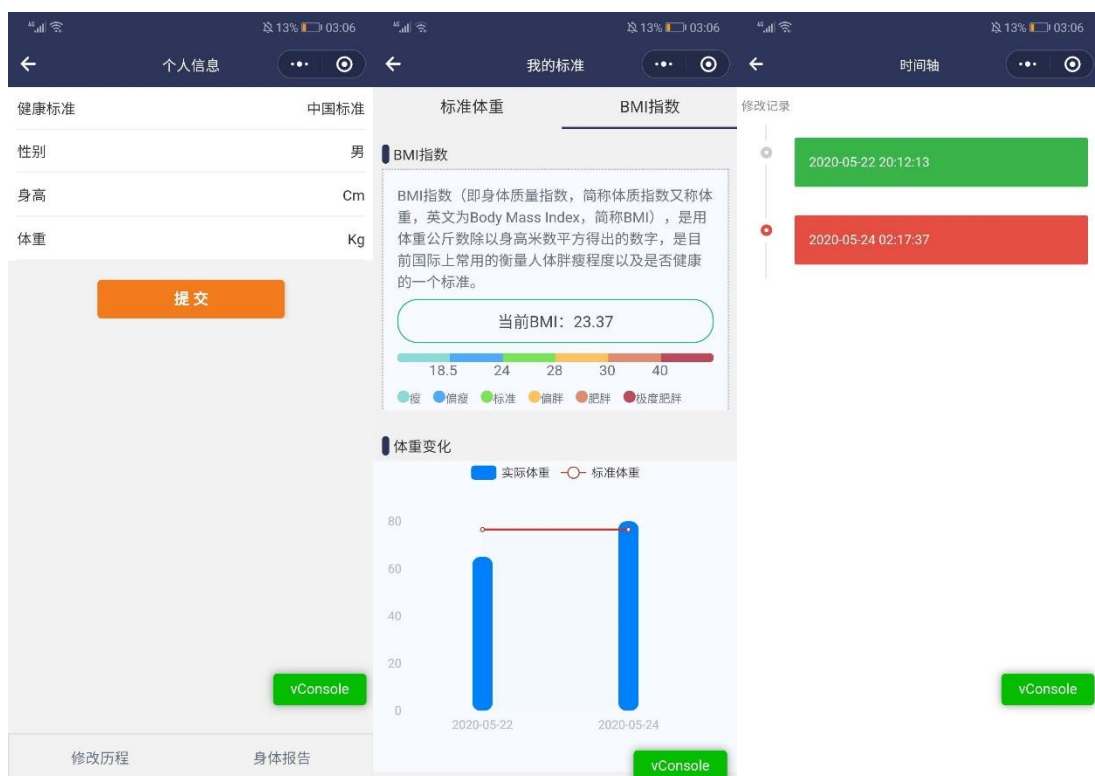 4G
13% 03:06
个人信息
健康标准 中国标准
性别 男
身高 Cm
体重 Kg
提交
vConsole
修改历程 身体报告
4G
13% 03:06
我的标准
标准体重 BMI指数
BMI指数
BMI指数（即身体质量指数，简称体质指数又称体
重，英文为Body Mass Index，简称BMI），是用
体重公斤数除以身高米数平方得出的数字，是目
前国际上常用的衡量人体胖瘦程度以及是否健康
的一个标准。
当前BMI：23.37
18.5 24 28 30 40
瘦 偏瘦 标准 偏胖 肥胖 极度肥胖
体重变化
实际体重 标准体重
80
60
40
20
0
2020-05-22 2020-05-24
vConsole
4G
13% 03:06
时间轴
修改记录
2020-05-22 20:12:13
2020-05-24 02:17:37
vConsole